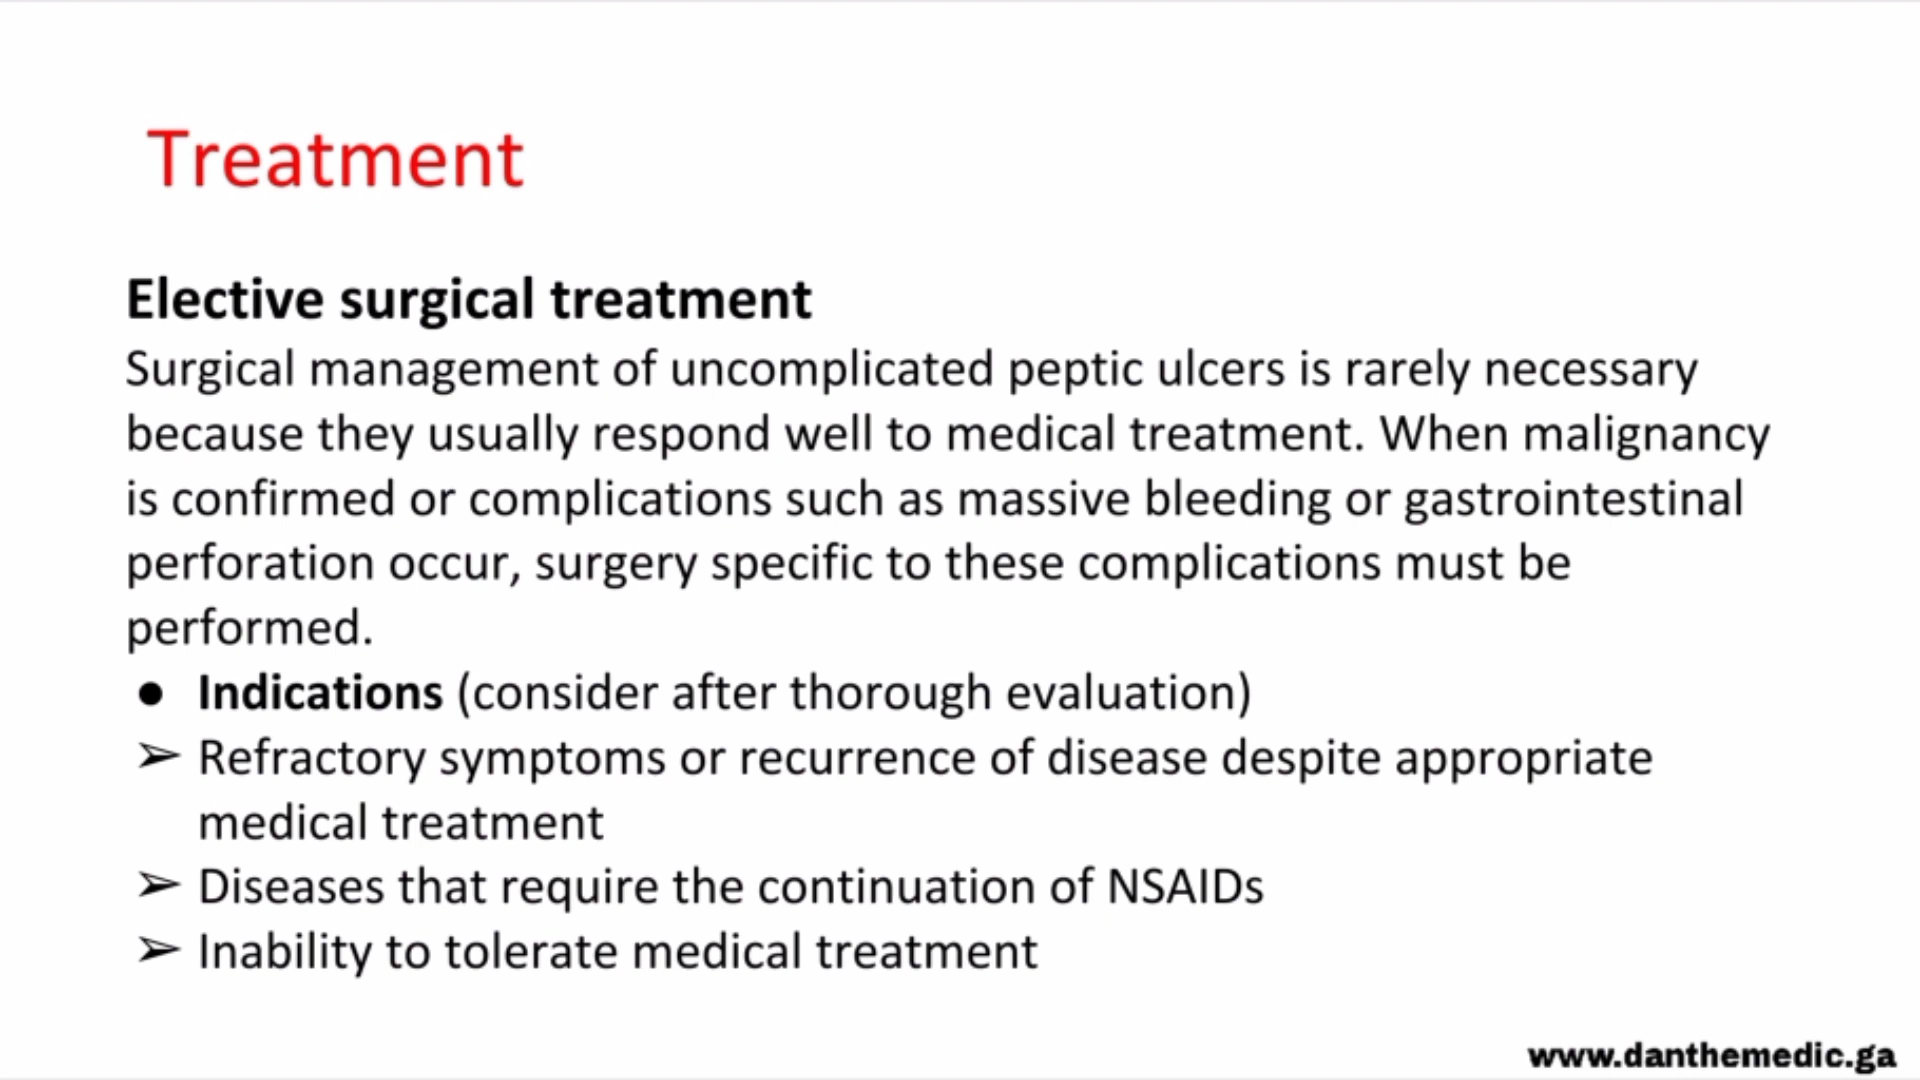 Treatment
Elective surgical treatment
Surgical management of uncomplicated peptic ulcers is rarely necessary
because they usually respond well to medical treatment. When malignancy
is confirmed or complications such as massive bleeding or gastrointestinal
perforation occur, surgery specific to these complications must be
performed.
● Indications (consider after thorough evaluation)
➢ Refractory symptoms or recurrence of disease despite appropriate
medical treatment
➢ Diseases that require the continuation of NSAIDs
➢ Inability to tolerate medical treatment
www.danthemedic.ga